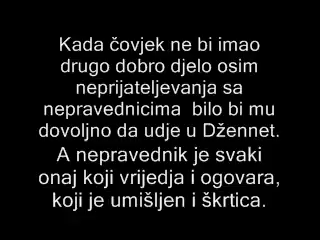 Kada čovjek ne bi imao
drugo dobro djelo osim
neprijateljevanja sa
nepravednicima bilo bi mu
dovoljno da udje u Džennet.
A nepravednik je svaki
onaj koji vrijedja i ogovara,
koji je umišljen i škrtica.